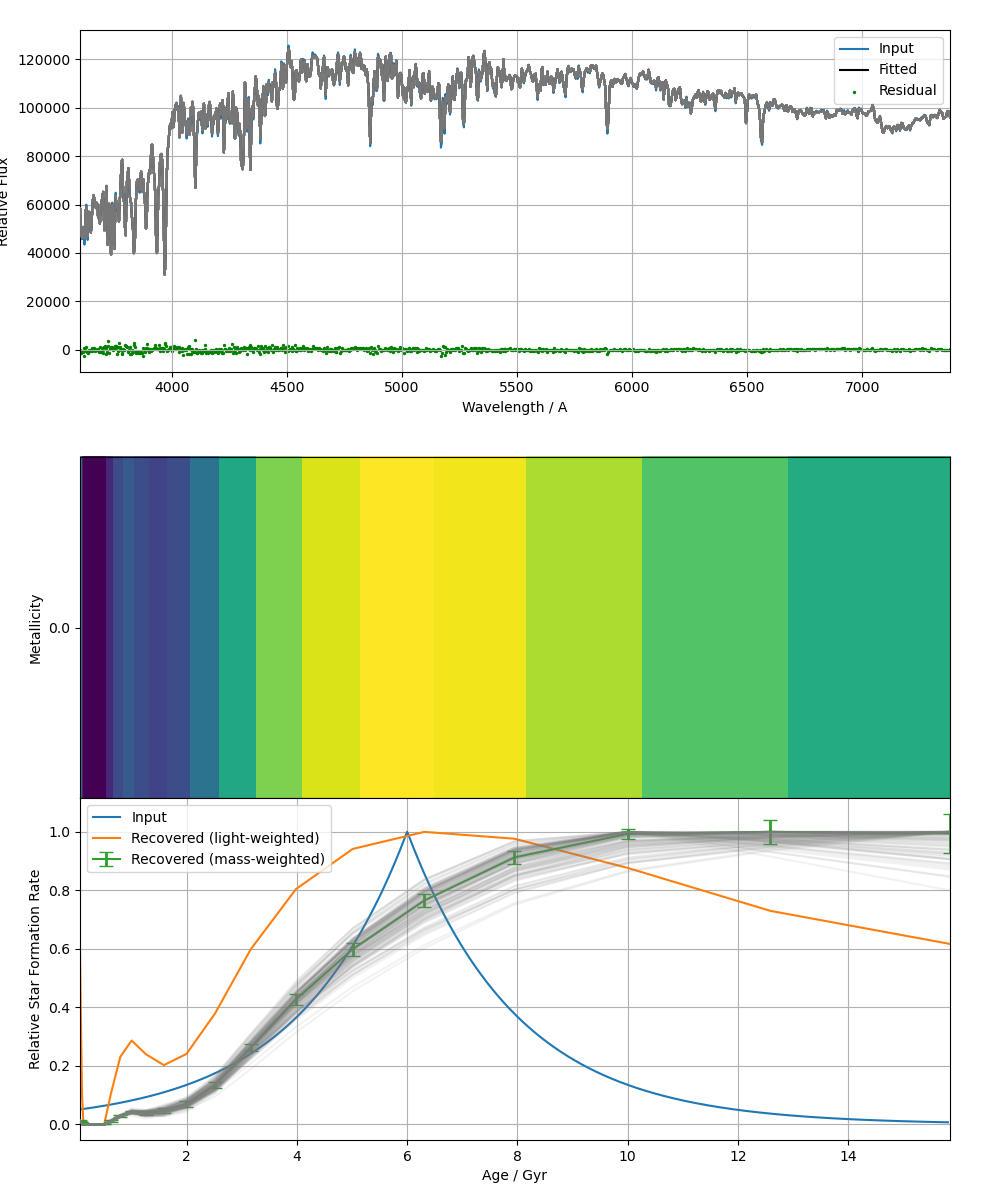 120000
100000
80000
60000
40000
20000
0
Relative Flux
Input
Fitted
Residual
4000
4500
5000
5500
6000
6500
7000
Wavelength / A
Metallicity
0.0
Input
Recovered (light-weighted)
Recovered (mass-weighted)
1.0
0.8
0.6
0.4
0.2
0.0
Relative Star Formation Rate
2
4
6
8
10
12
14
Age / Gyr